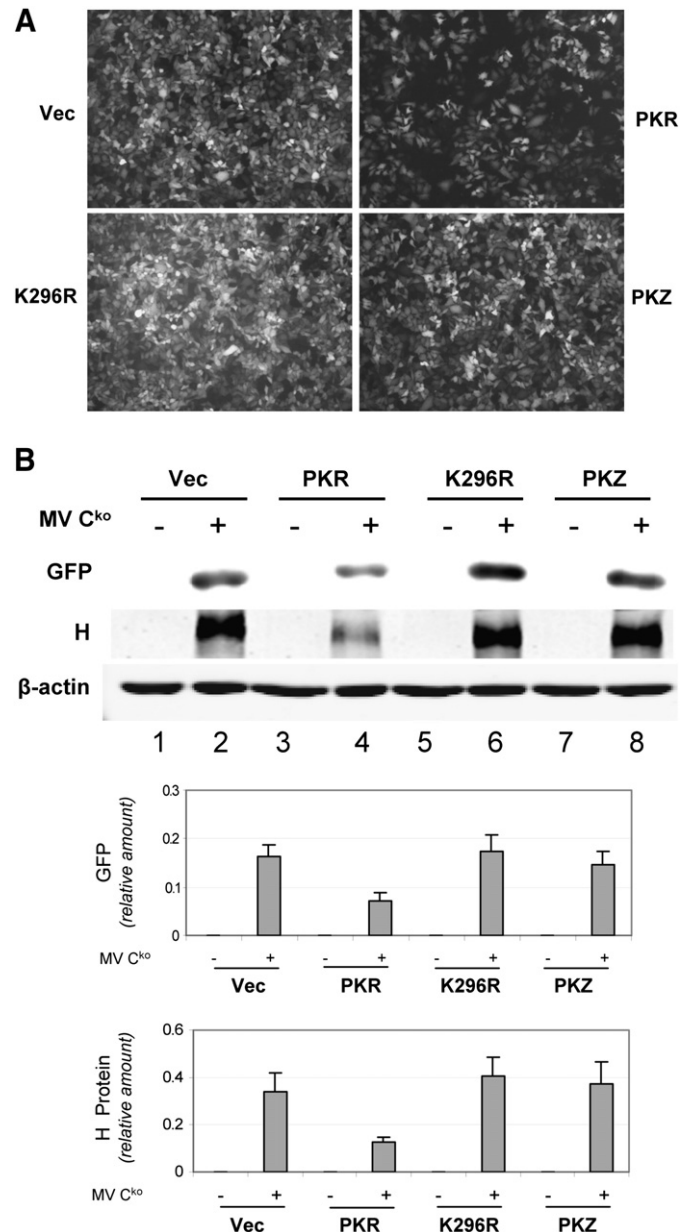 A
Vec
PKR
K296R
PKZ
B
Vec PKR K296R PKZ
MV Cᵏᵒ - + - + - + - +
GFP
H
β-actin
1 2 3 4 5 6 7 8
GFP
(relative amount)
0.3
0.2
0.1
0
MV Cᵏᵒ - + - + - + - +
Vec PKR K296R PKZ
H Protein
(relative amount)
0.6
0.4
0.2
0
MV Cᵏᵒ - + - + - + - +
Vec PKR K296R PKZ